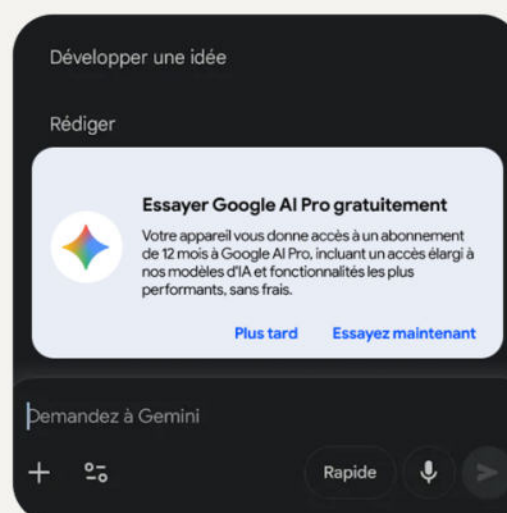 Développer une idée
Rédiger
Essayer Google AI Pro gratuitement
Votre appareil vous donne accès à un abonnement
de 12 mois à Google AI Pro, incluant un accès élargi à
nos modèles d'IA et fonctionnalités les plus
performants, sans frais.
Plus tard Essayez maintenant
Demandez à Gemini
Rapide